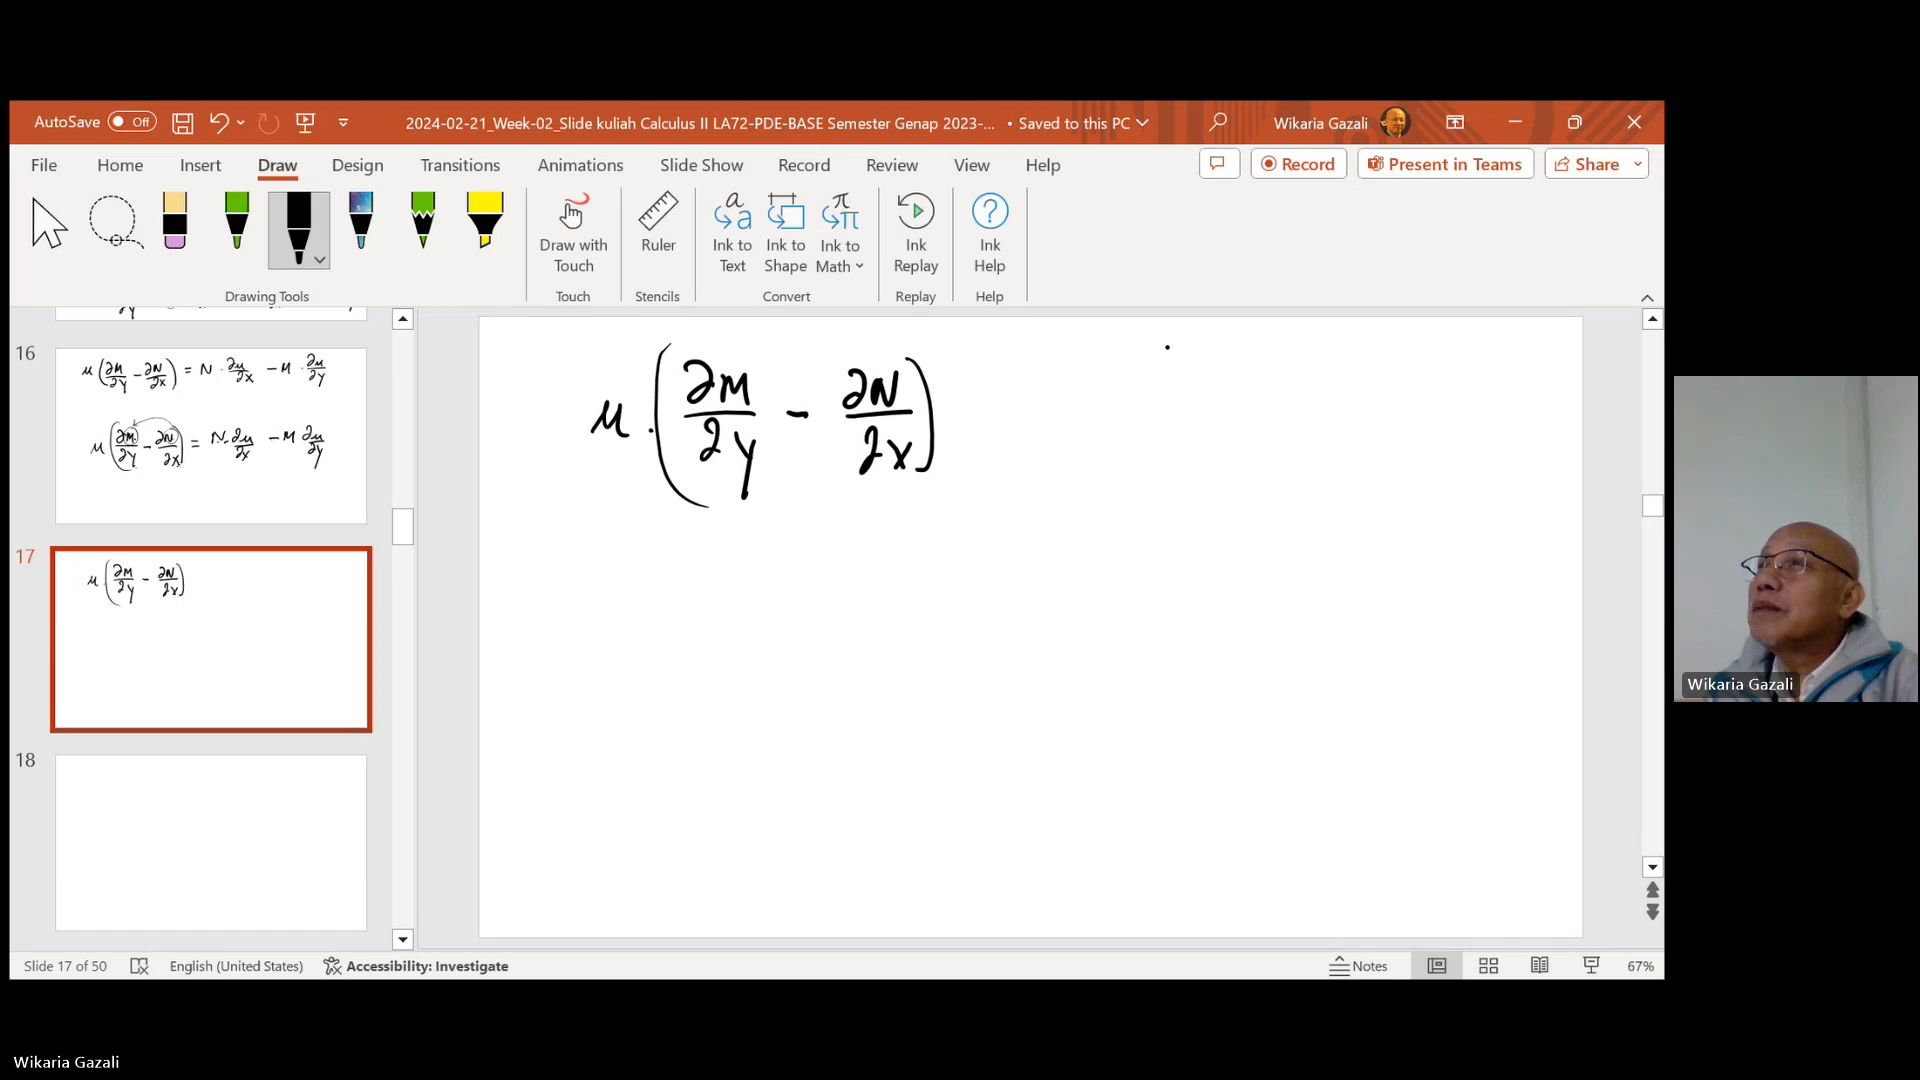 AutoSave Off
2024-02-21_Week-02_Slide kuliah Calculus II LA72-PDE-BASE Semester Genap 2023-... • Saved to this PC
Wikaria Gazali
File Home Insert Draw Design Transitions Animations Slide Show Record Review View Help
Record Present in Teams Share
Draw with Touch
Ruler
Ink to Text
Ink to Shape
Ink to Math
Ink Replay
Ink Help
Drawing Tools Touch Stencils Convert Replay Help
16
μ(∂M/∂y − ∂N/∂x) = N · ∂μ/∂x − M · ∂μ/∂y
μ(∂M/∂y − ∂N/∂x) = N · ∂μ/∂x − M ∂μ/∂y
17
μ(∂M/∂y − ∂N/∂x)
18
μ · (∂M/∂y − ∂N/∂x)
Wikaria Gazali
Slide 17 of 50 English (United States) Accessibility: Investigate Notes 67%
Wikaria Gazali